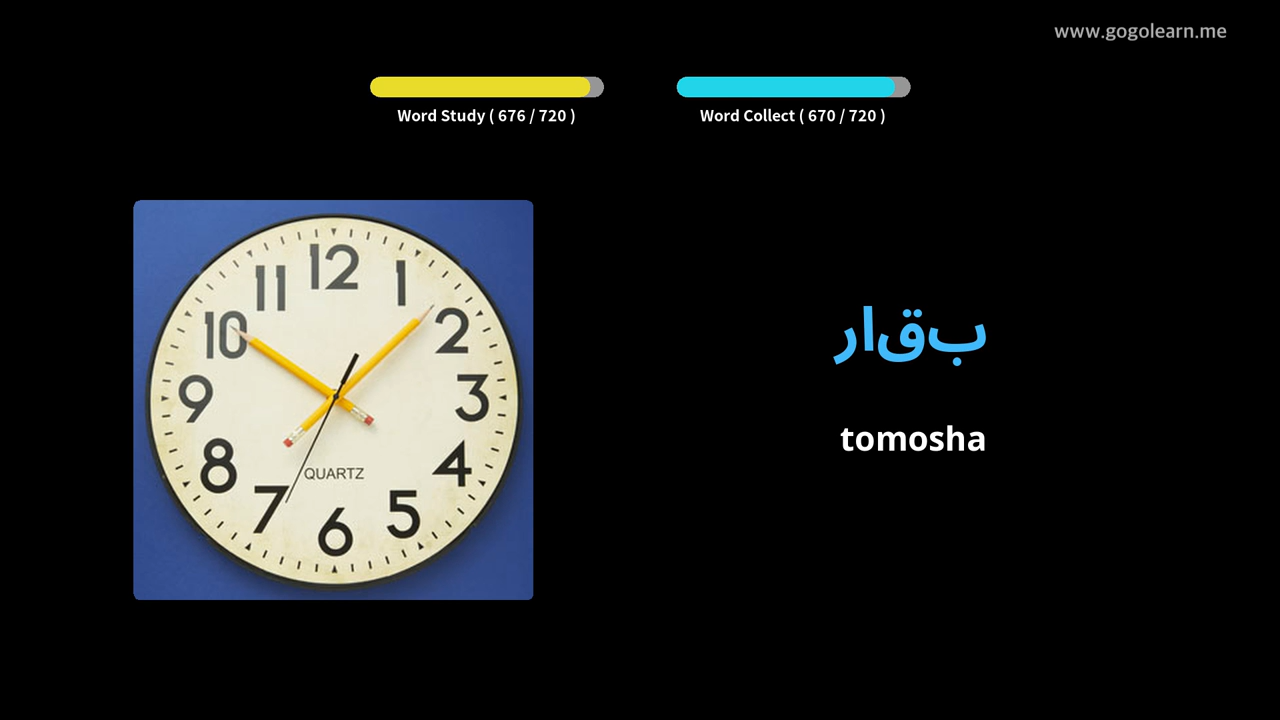 www.gogolearn.me
Word Study ( 676 / 720 )
Word Collect ( 670 / 720 )
12
11
1
10
2
9
3
8
4
QUARTZ
7
5
6
ب‌ق‌ار
tomosha